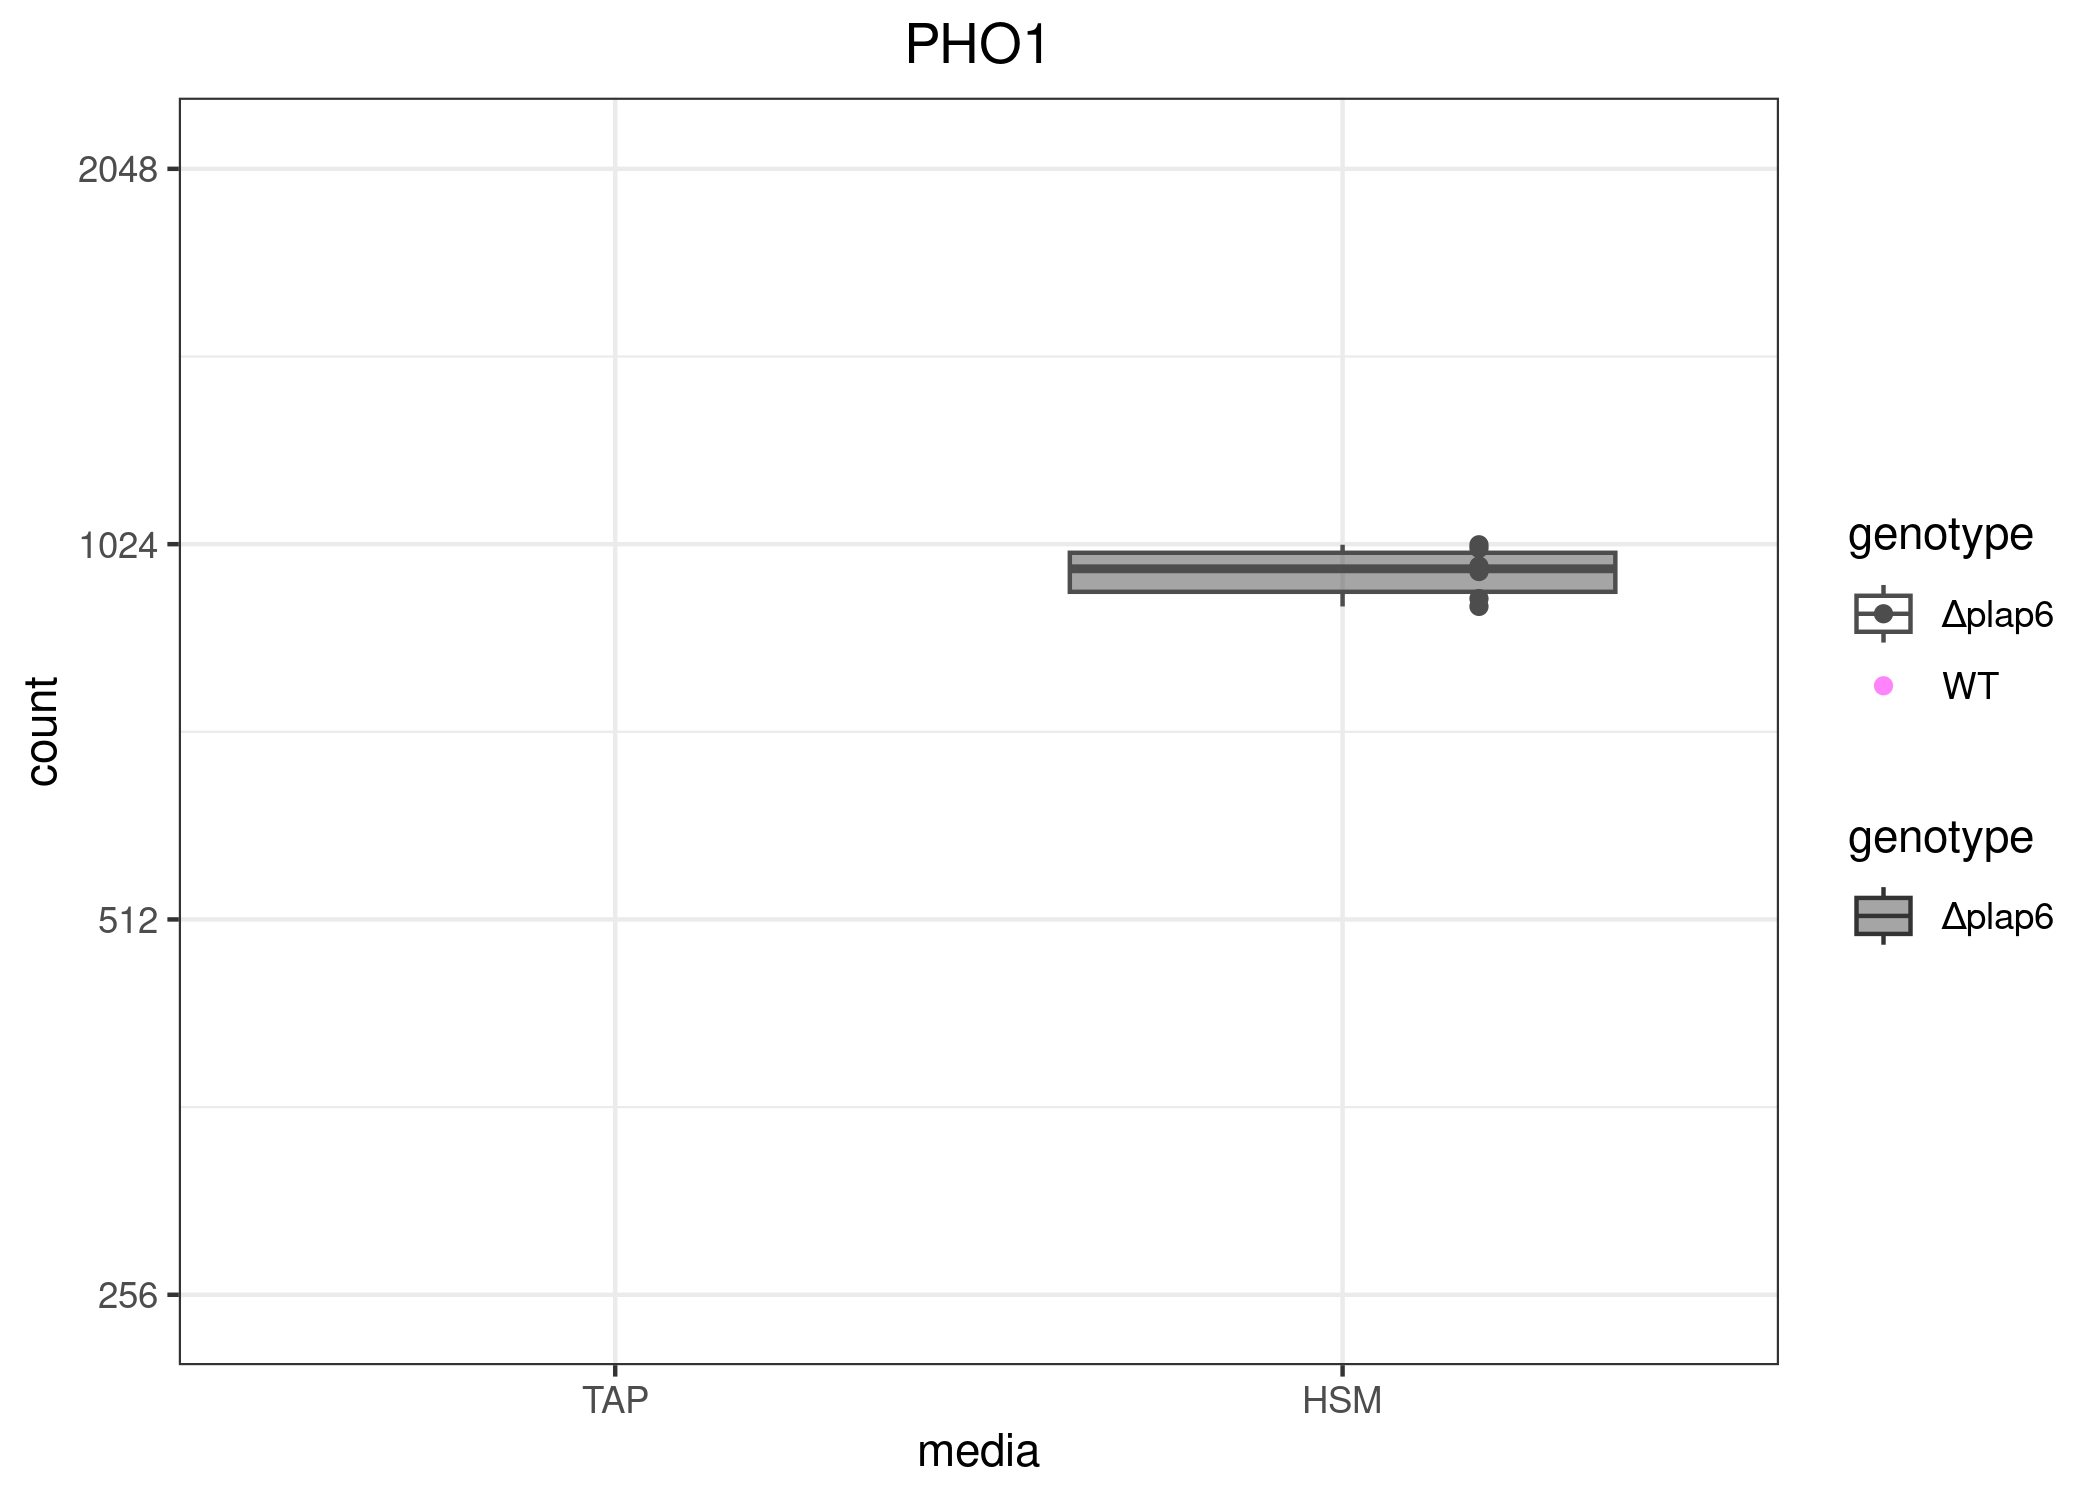 PHO1
2048
1024
512
256
count
TAP
HSM
media
genotype
Δplap6
WT
genotype
Δplap6